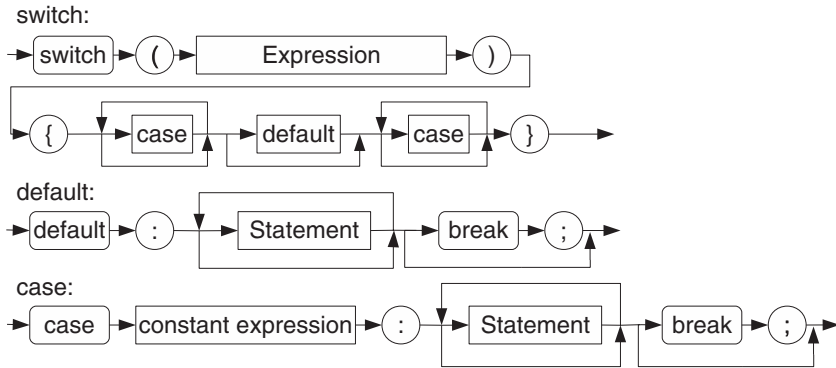 switch:
switch ( Expression )
{ case default case }
default:
default : Statement break ;
case:
case constant expression : Statement break ;